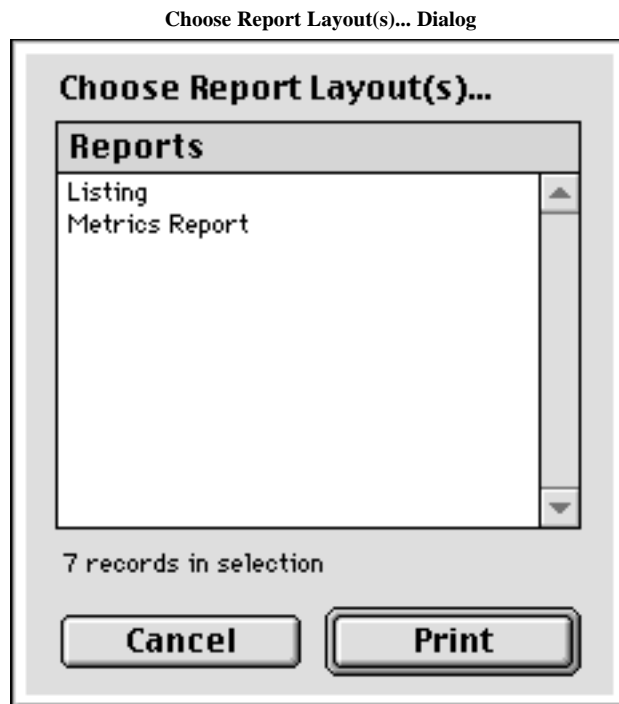 Choose Report Layout(s)... Dialog
Choose Report Layout(s)...
Reports
Listing
Metrics Report
7 records in selection
Cancel
Print